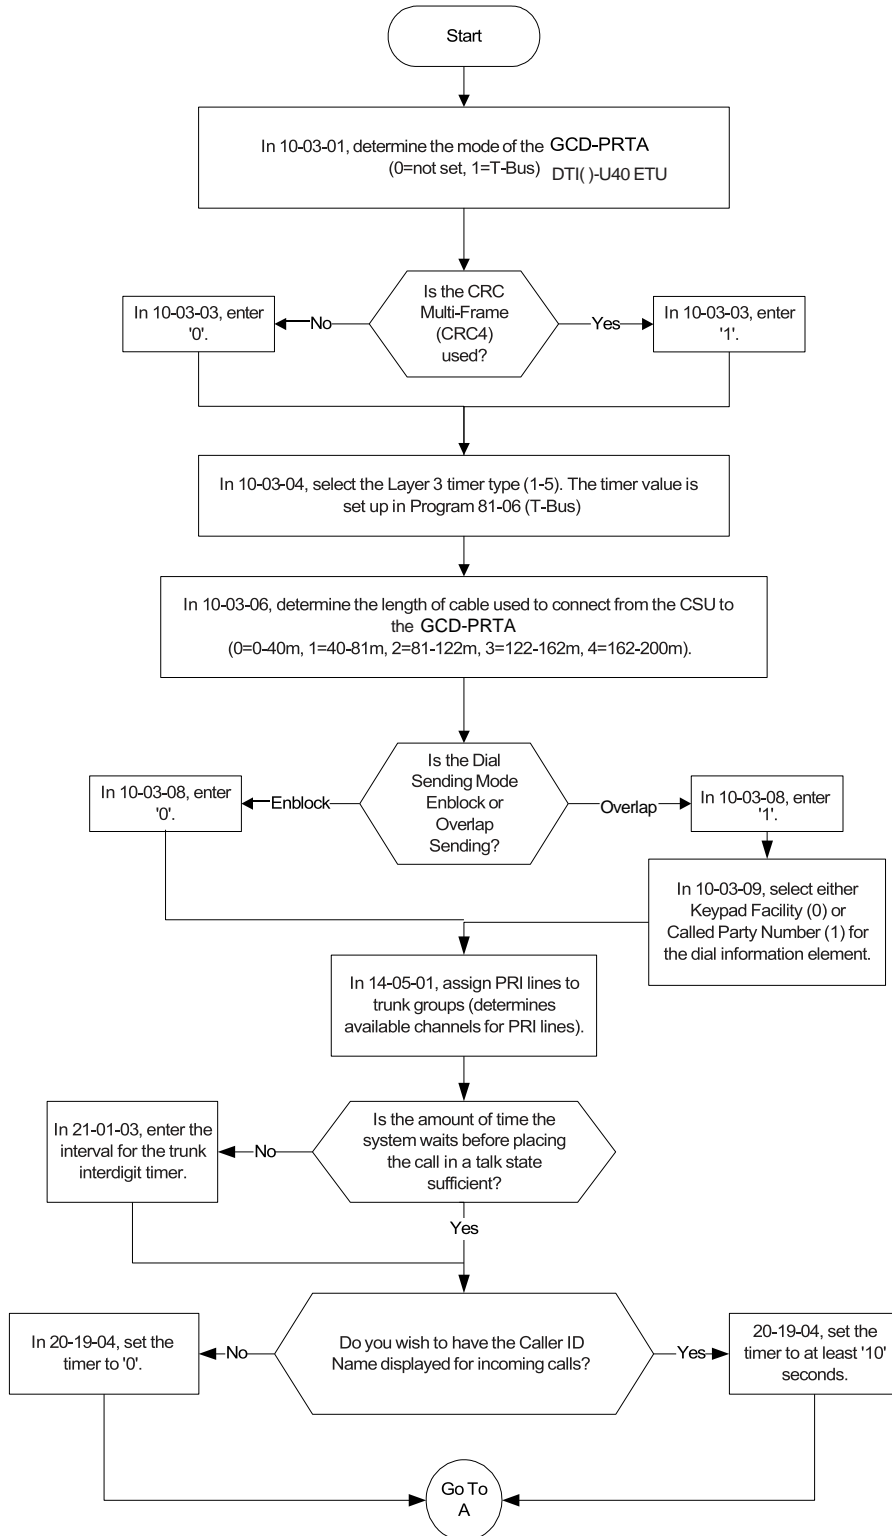 Start
In 10-03-01, determine the mode of the GCD-PRTA
(0=not set, 1=T-Bus) DTI( )-U40 ETU
Is the CRC
Multi-Frame
(CRC4)
used?
No
Yes
In 10-03-03, enter
'0'.
In 10-03-03, enter
'1'.
In 10-03-04, select the Layer 3 timer type (1-5). The timer value is
set up in Program 81-06 (T-Bus)
In 10-03-06, determine the length of cable used to connect from the CSU to
the GCD-PRTA
(0=0-40m, 1=40-81m, 2=81-122m, 3=122-162m, 4=162-200m).
Is the Dial
Sending Mode
Enblock or
Overlap
Sending?
Enblock
Overlap
In 10-03-08, enter
'0'.
In 10-03-08, enter
'1'.
In 10-03-09, select either
Keypad Facility (0) or
Called Party Number (1) for
the dial information element.
In 14-05-01, assign PRI lines to
trunk groups (determines
available channels for PRI lines).
Is the amount of time the
system waits before placing
the call in a talk state
sufficient?
No
In 21-01-03, enter the
interval for the trunk
interdigit timer.
Yes
Do you wish to have the Caller ID
Name displayed for incoming calls?
No
Yes
In 20-19-04, set the
timer to '0'.
20-19-04, set the
timer to at least '10'
seconds.
Go To
A